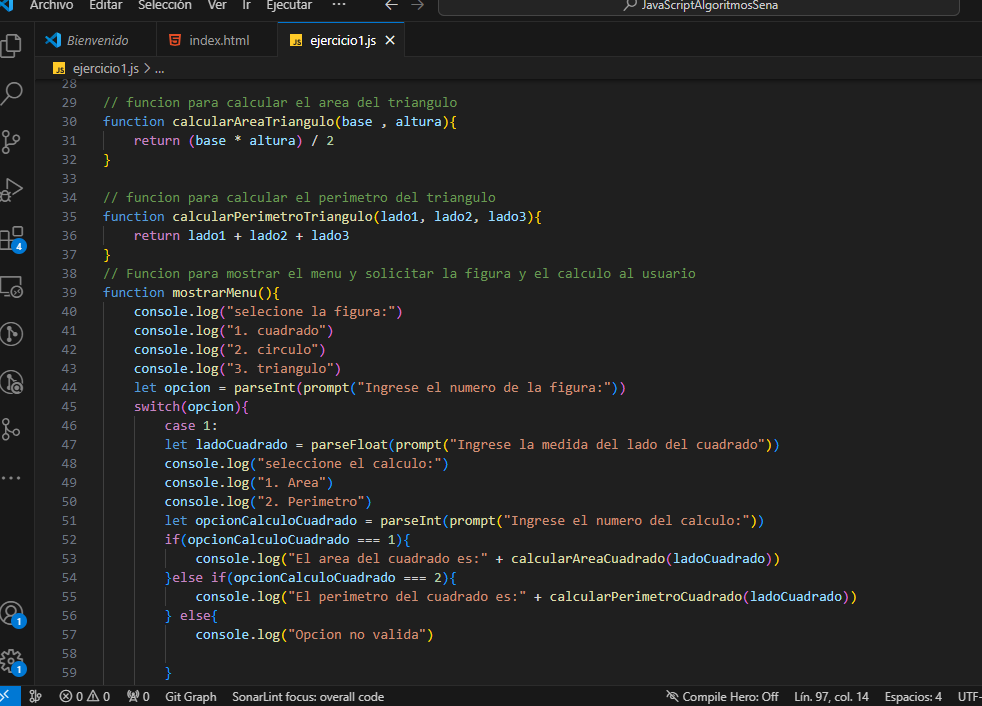 Archivo Editar Selección Ver Ir Ejecutar ... JavaScriptAlgoritmosSena
Bienvenido index.html JS ejercicio1.js
JS ejercicio1.js > ...
28
29 // funcion para calcular el area del triangulo
30 function calcularAreaTriangulo(base , altura){
31 return (base * altura) / 2
32 }
33
34 // funcion para calcular el perimetro del triangulo
35 function calcularPerimetroTriangulo(lado1, lado2, lado3){
36 return lado1 + lado2 + lado3
37 }
38 // Funcion para mostrar el menu y solicitar la figura y el calculo al usuario
39 function mostrarMenu(){
40 console.log("selecione la figura:")
41 console.log("1. cuadrado")
42 console.log("2. circulo")
43 console.log("3. triangulo")
44 let opcion = parseInt(prompt("Ingrese el numero de la figura:"))
45 switch(opcion){
46 case 1:
47 let ladoCuadrado = parseFloat(prompt("Ingrese la medida del lado del cuadrado"))
48 console.log("seleccione el calculo:")
49 console.log("1. Area")
50 console.log("2. Perimetro")
51 let opcionCalculoCuadrado = parseInt(prompt("Ingrese el numero del calculo:"))
52 if(opcionCalculoCuadrado === 1){
53 console.log("El area del cuadrado es:" + calcularAreaCuadrado(ladoCuadrado))
54 }else if(opcionCalculoCuadrado === 2){
55 console.log("El perimetro del cuadrado es:" + calcularPerimetroCuadrado(ladoCuadrado))
56 } else{
57 console.log("Opcion no valida")
58
59 }
4
1
1
0 0 0 Git Graph SonarLint focus: overall code Compile Hero: Off Lín. 97, col. 14 Espacios: 4 UTF-